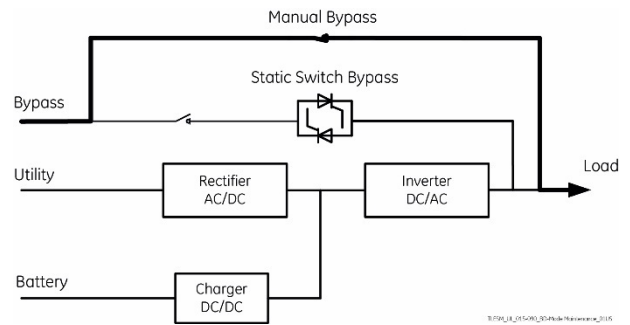 Manual Bypass
Static Switch Bypass
Bypass
Utility
Rectifier
AC/DC
Inverter
DC/AC
Load
Battery
Charger
DC/DC